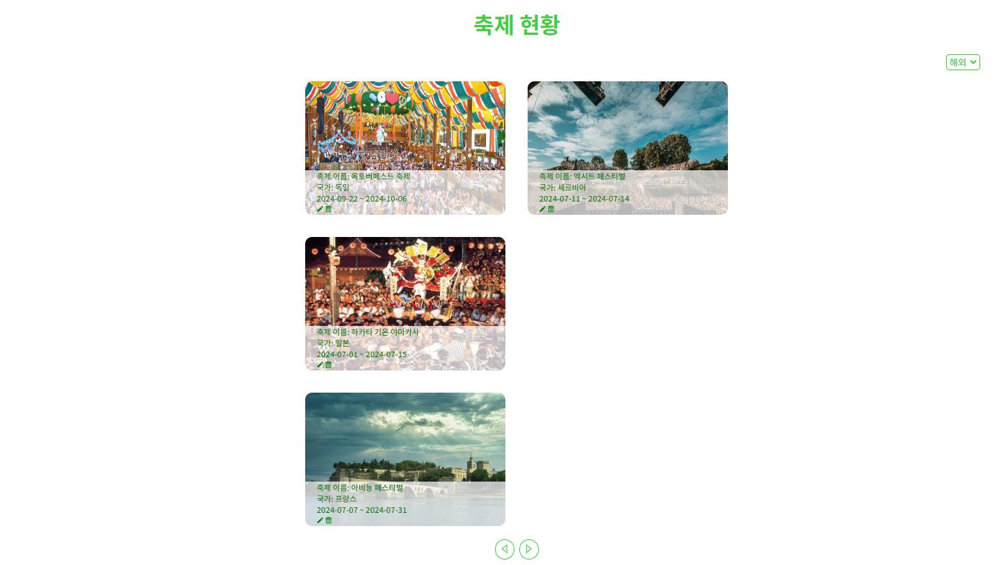 축제 현황
해외
축제 이름: 옥토버페스트 축제
국가: 독일
2024-09-22 ~ 2024-10-06
축제 이름: 엑시트 페스티벌
국가: 세르비아
2024-07-11 ~ 2024-07-14
축제 이름: 하카타 기온 야마카사
국가: 일본
2024-07-01 ~ 2024-07-15
축제 이름: 아비뇽 페스티벌
국가: 프랑스
2024-07-07 ~ 2024-07-31